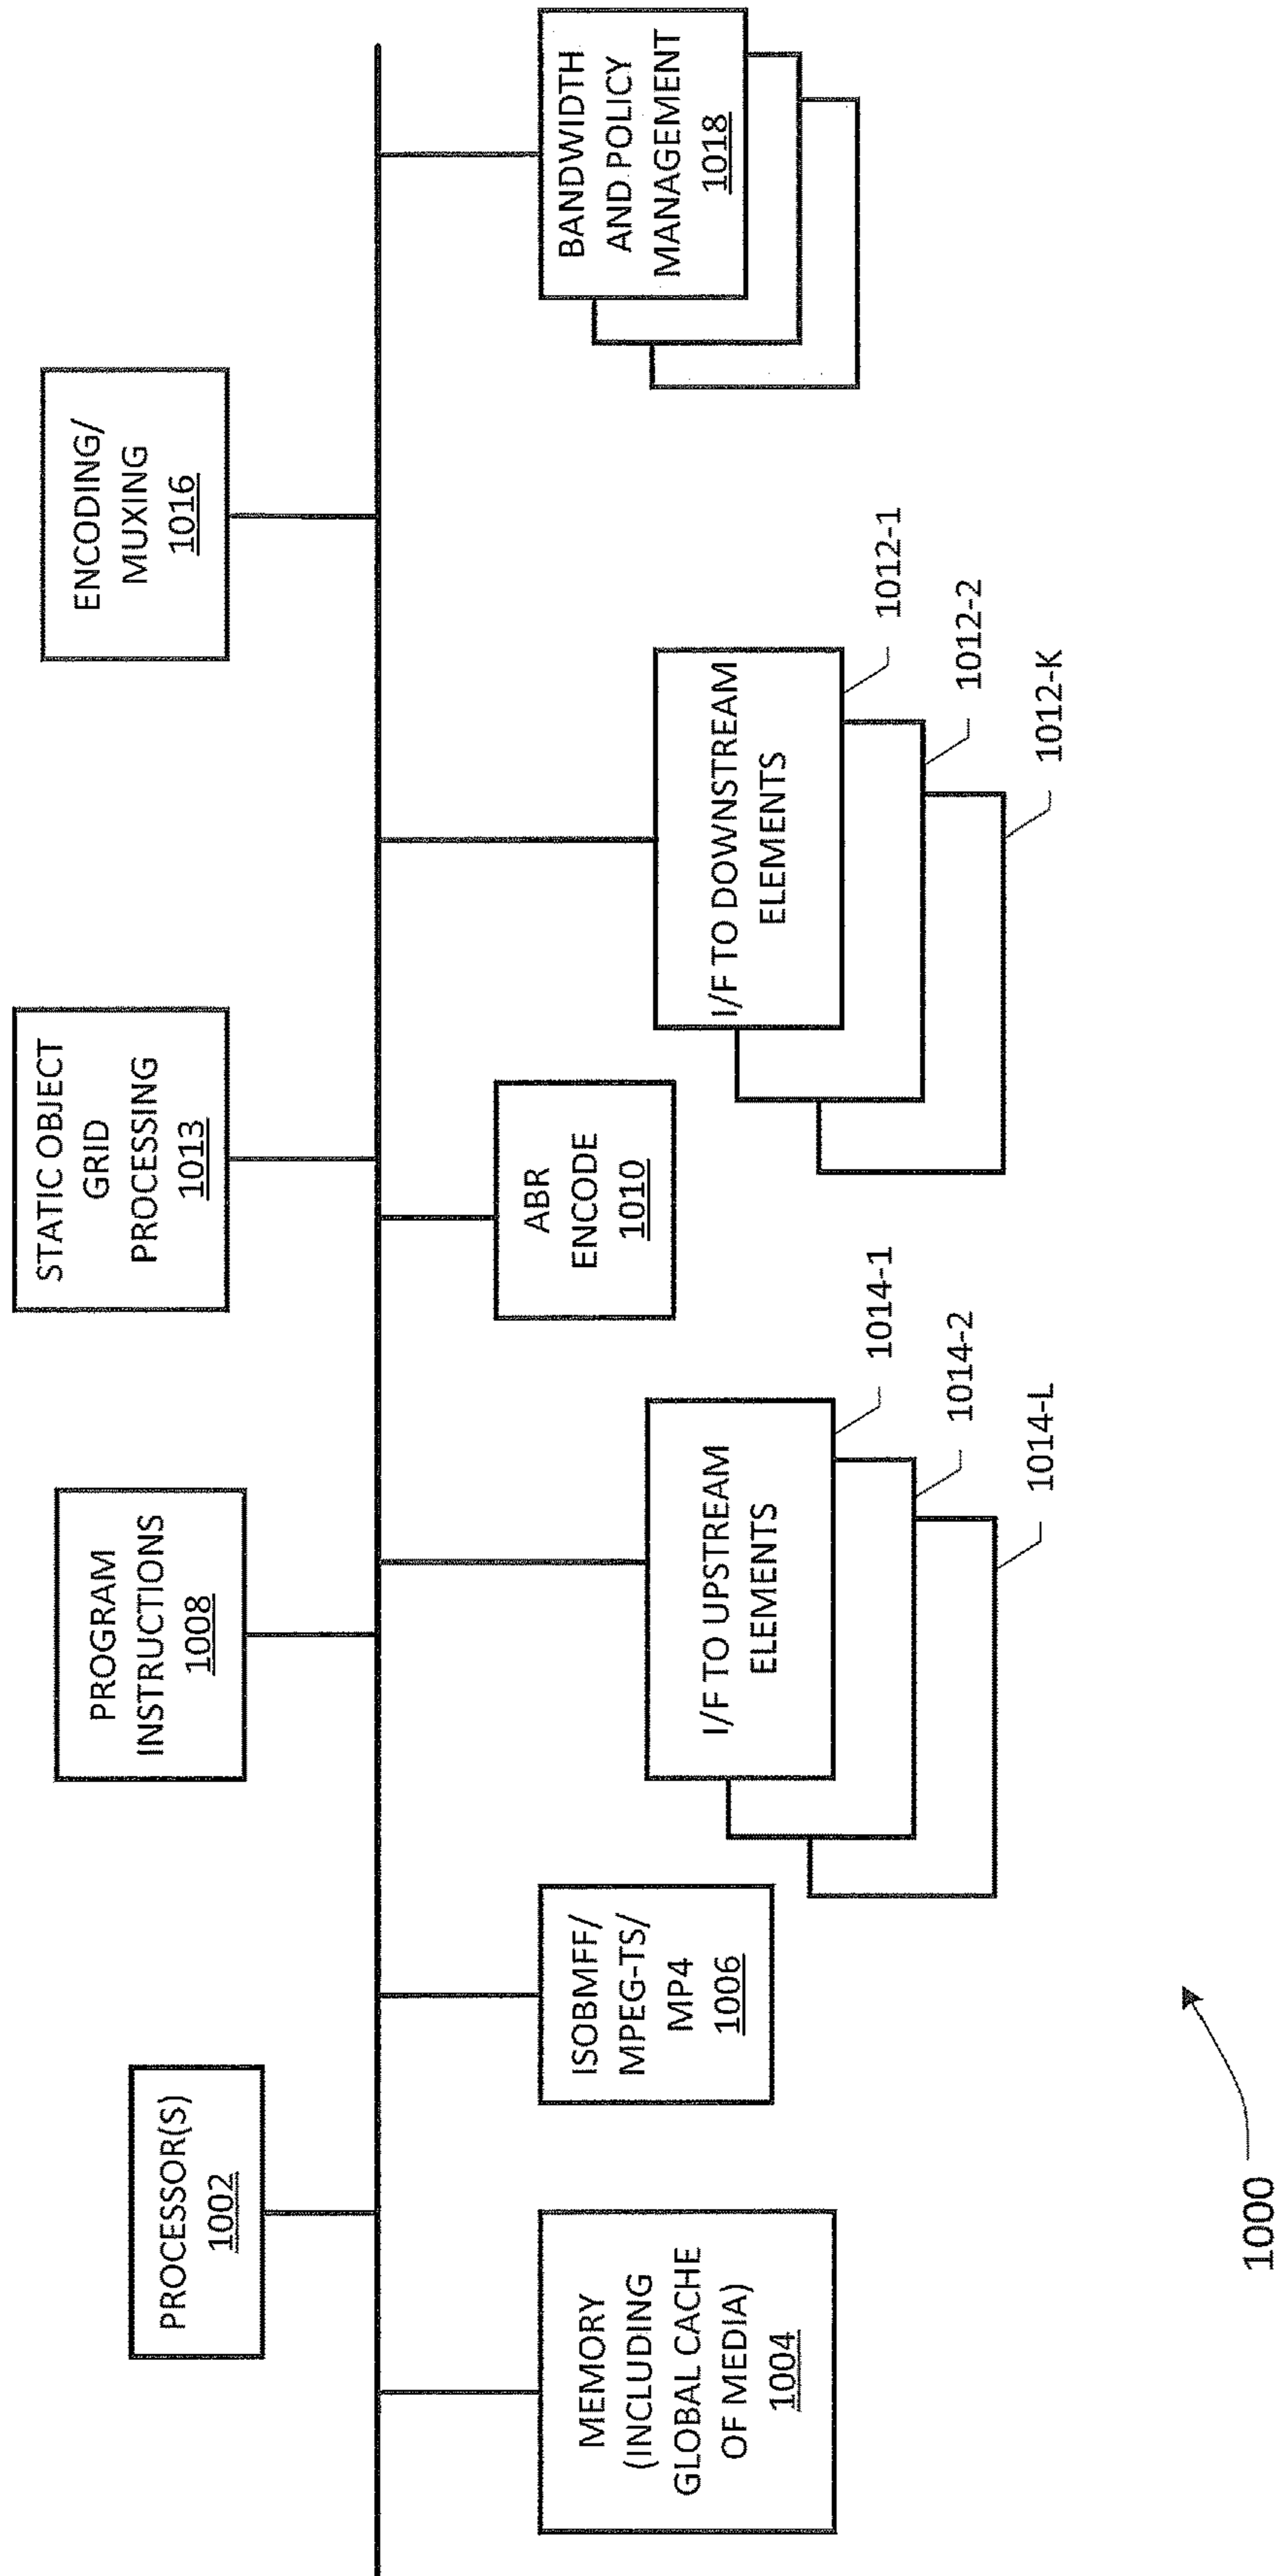 PROCESSOR(S)
1002
PROGRAM
INSTRUCTIONS
1008
STATIC OBJECT
GRID
PROCESSING
1013
ENCODING/
MUXING
1016
MEMORY
(INCLUDING
GLOBAL CACHE
OF MEDIA)
1004
ISOBMFF/
MPEG-TS/
MP4
1006
I/F TO UPSTREAM
ELEMENTS
1014-1
1014-2
1014-L
ABR
ENCODE
1010
I/F TO DOWNSTREAM
ELEMENTS
1012-1
1012-2
1012-K
BANDWIDTH
AND POLICY
MANAGEMENT
1018
1000